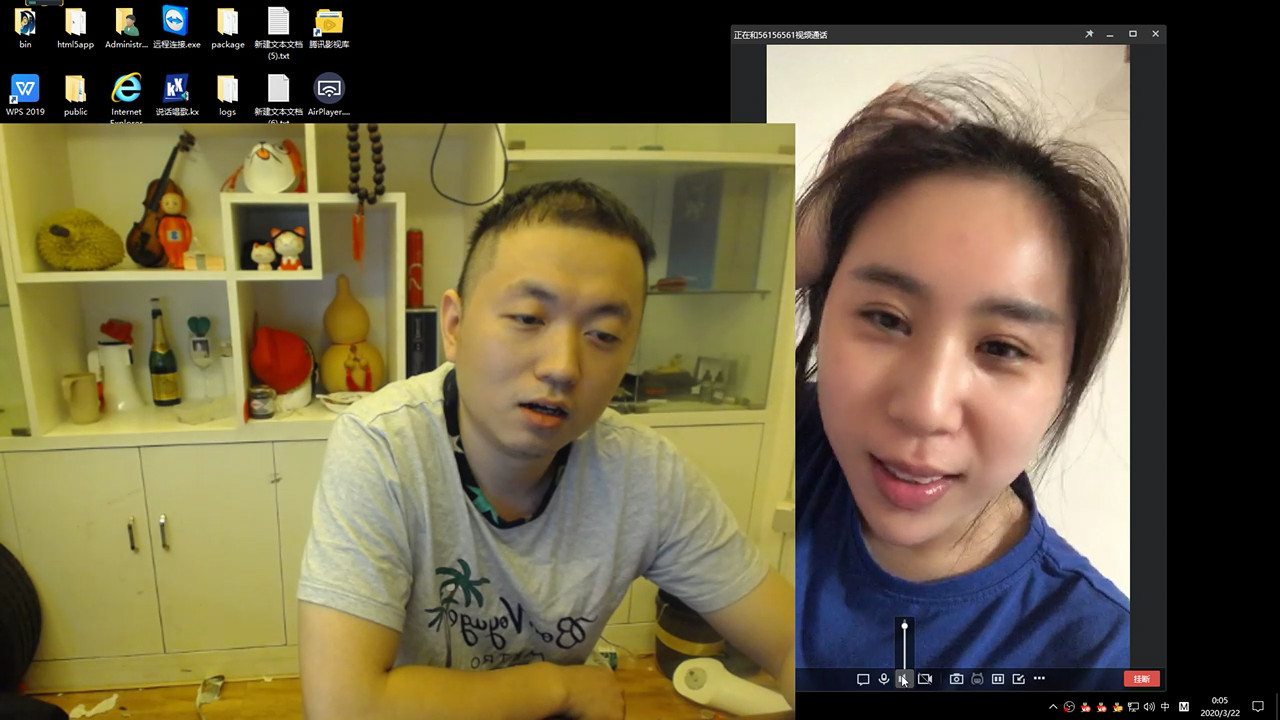 bin
html5app
Administr...
远程连接.exe
package
新建文本文档
(5).txt
腾讯影视库
WPS 2019
public
Internet
Explorer
说话唱歌.kx
logs
新建文本文档
(6).txt
AirPlayer....
正在和56156561视频通话
Bon Voyage
挂断
中
M
0:05
2020/3/22